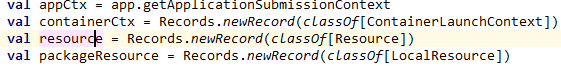 val appCtx = app.getApplicationSubmissionContext
val containerCtx = Records.newRecord(classOf[ContainerLaunchContext])
val resource = Records.newRecord(classOf[Resource])
val packageResource = Records.newRecord(classOf[LocalResource])